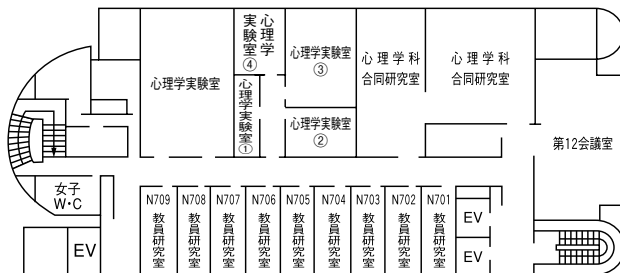 心理学実験室
心理学実験室④
心理学実験室①
心理学実験室
③
心理学実験室
②
心理学科
合同研究室
心理学科
合同研究室
第12会議室
女子
W・C
EV
N709
教員研究室
N708
教員研究室
N707
教員研究室
N706
教員研究室
N705
教員研究室
N704
教員研究室
N703
教員研究室
N702
教員研究室
N701
教員研究室
EV
EV